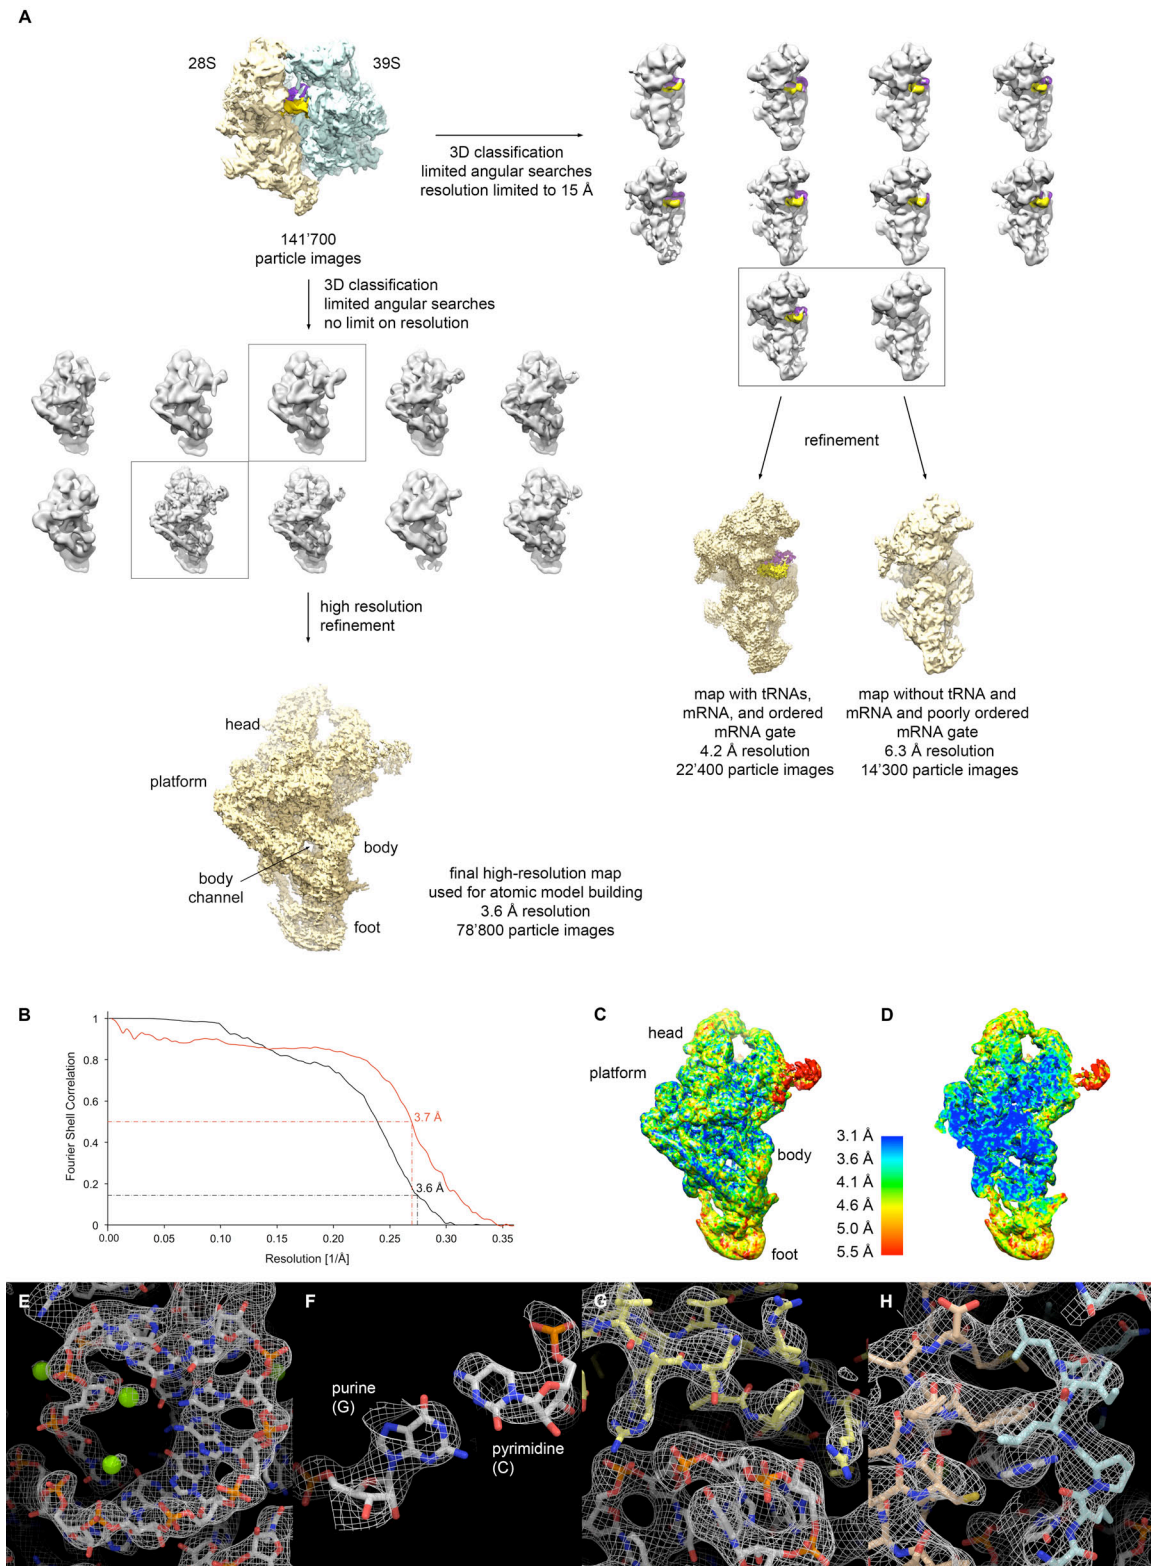 A
28S
39S
3D classification
limited angular searches
resolution limited to 15 Å
141'700
particle images
3D classification
limited angular searches
no limit on resolution
refinement
high resolution
refinement
map with tRNAs,
mRNA, and ordered
mRNA gate
4.2 Å resolution
22'400 particle images
map without tRNA and
mRNA and poorly ordered
mRNA gate
6.3 Å resolution
14'300 particle images
head
platform
body
body
channel
foot
final high-resolution map
used for atomic model building
3.6 Å resolution
78'800 particle images
B
Fourier Shell Correlation
1
0.8
0.6
0.4
0.2
0
3.7 Å
3.6 Å
0.00
0.05
0.10
0.15
0.20
0.25
0.30
0.35
Resolution [1/Å]
C
head
platform
body
foot
D
3.1 Å
3.6 Å
4.1 Å
4.6 Å
5.0 Å
5.5 Å
E
F
purine
(G)
pyrimidine
(C)
G
H